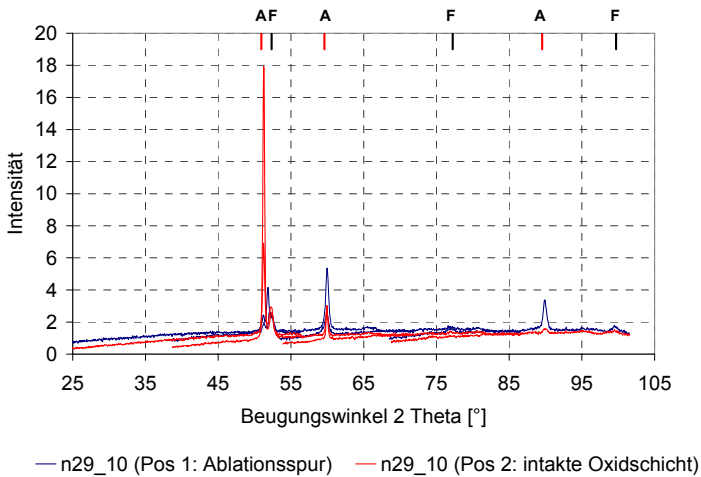 A F A F A F
20
18
16
14
12
10
8
6
4
2
0
Intensität
25 35 45 55 65 75 85 95 105
Beugungswinkel 2 Theta [°]
n29_10 (Pos 1: Ablationsspur) n29_10 (Pos 2: intakte Oxidschicht)